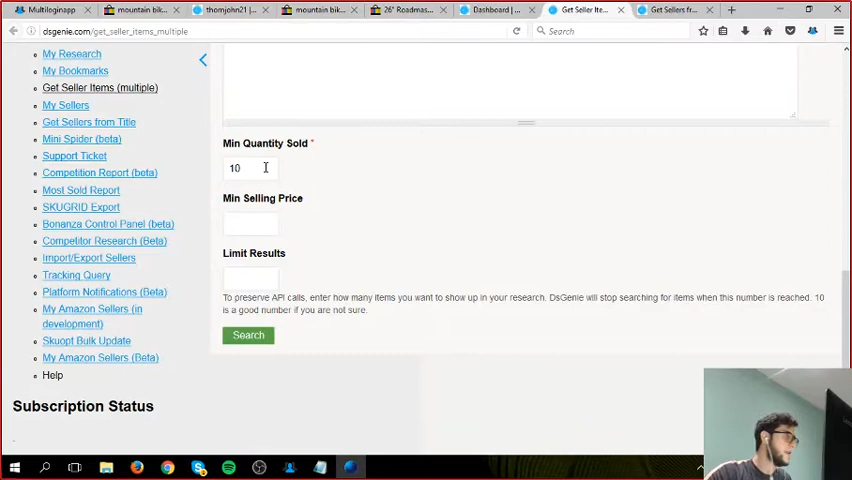 Multiloginapp
mountain bik...
thomjohn21 |...
mountain bik...
26" Roadmas...
Dashboard | ...
Get Seller Ite...
Get Sellers fr...
dsgenie.com/get_seller_items_multiple
Search
My Research
My Bookmarks
Get Seller Items (multiple)
My Sellers
Get Sellers from Title
Mini Spider (beta)
Support Ticket
Competition Report (beta)
Most Sold Report
SKUGRID Export
Bonanza Control Panel (beta)
Competitor Research (Beta)
Import/Export Sellers
Tracking Query
Platform Notifications (Beta)
My Amazon Sellers (in
development)
Skuopt Bulk Update
My Amazon Sellers (Beta)
Help
Subscription Status
Min Quantity Sold *
10
Min Selling Price
Limit Results
To preserve API calls, enter how many items you want to show up in your research. DsGenie will stop searching for items when this number is reached. 10
is a good number if you are not sure.
Search